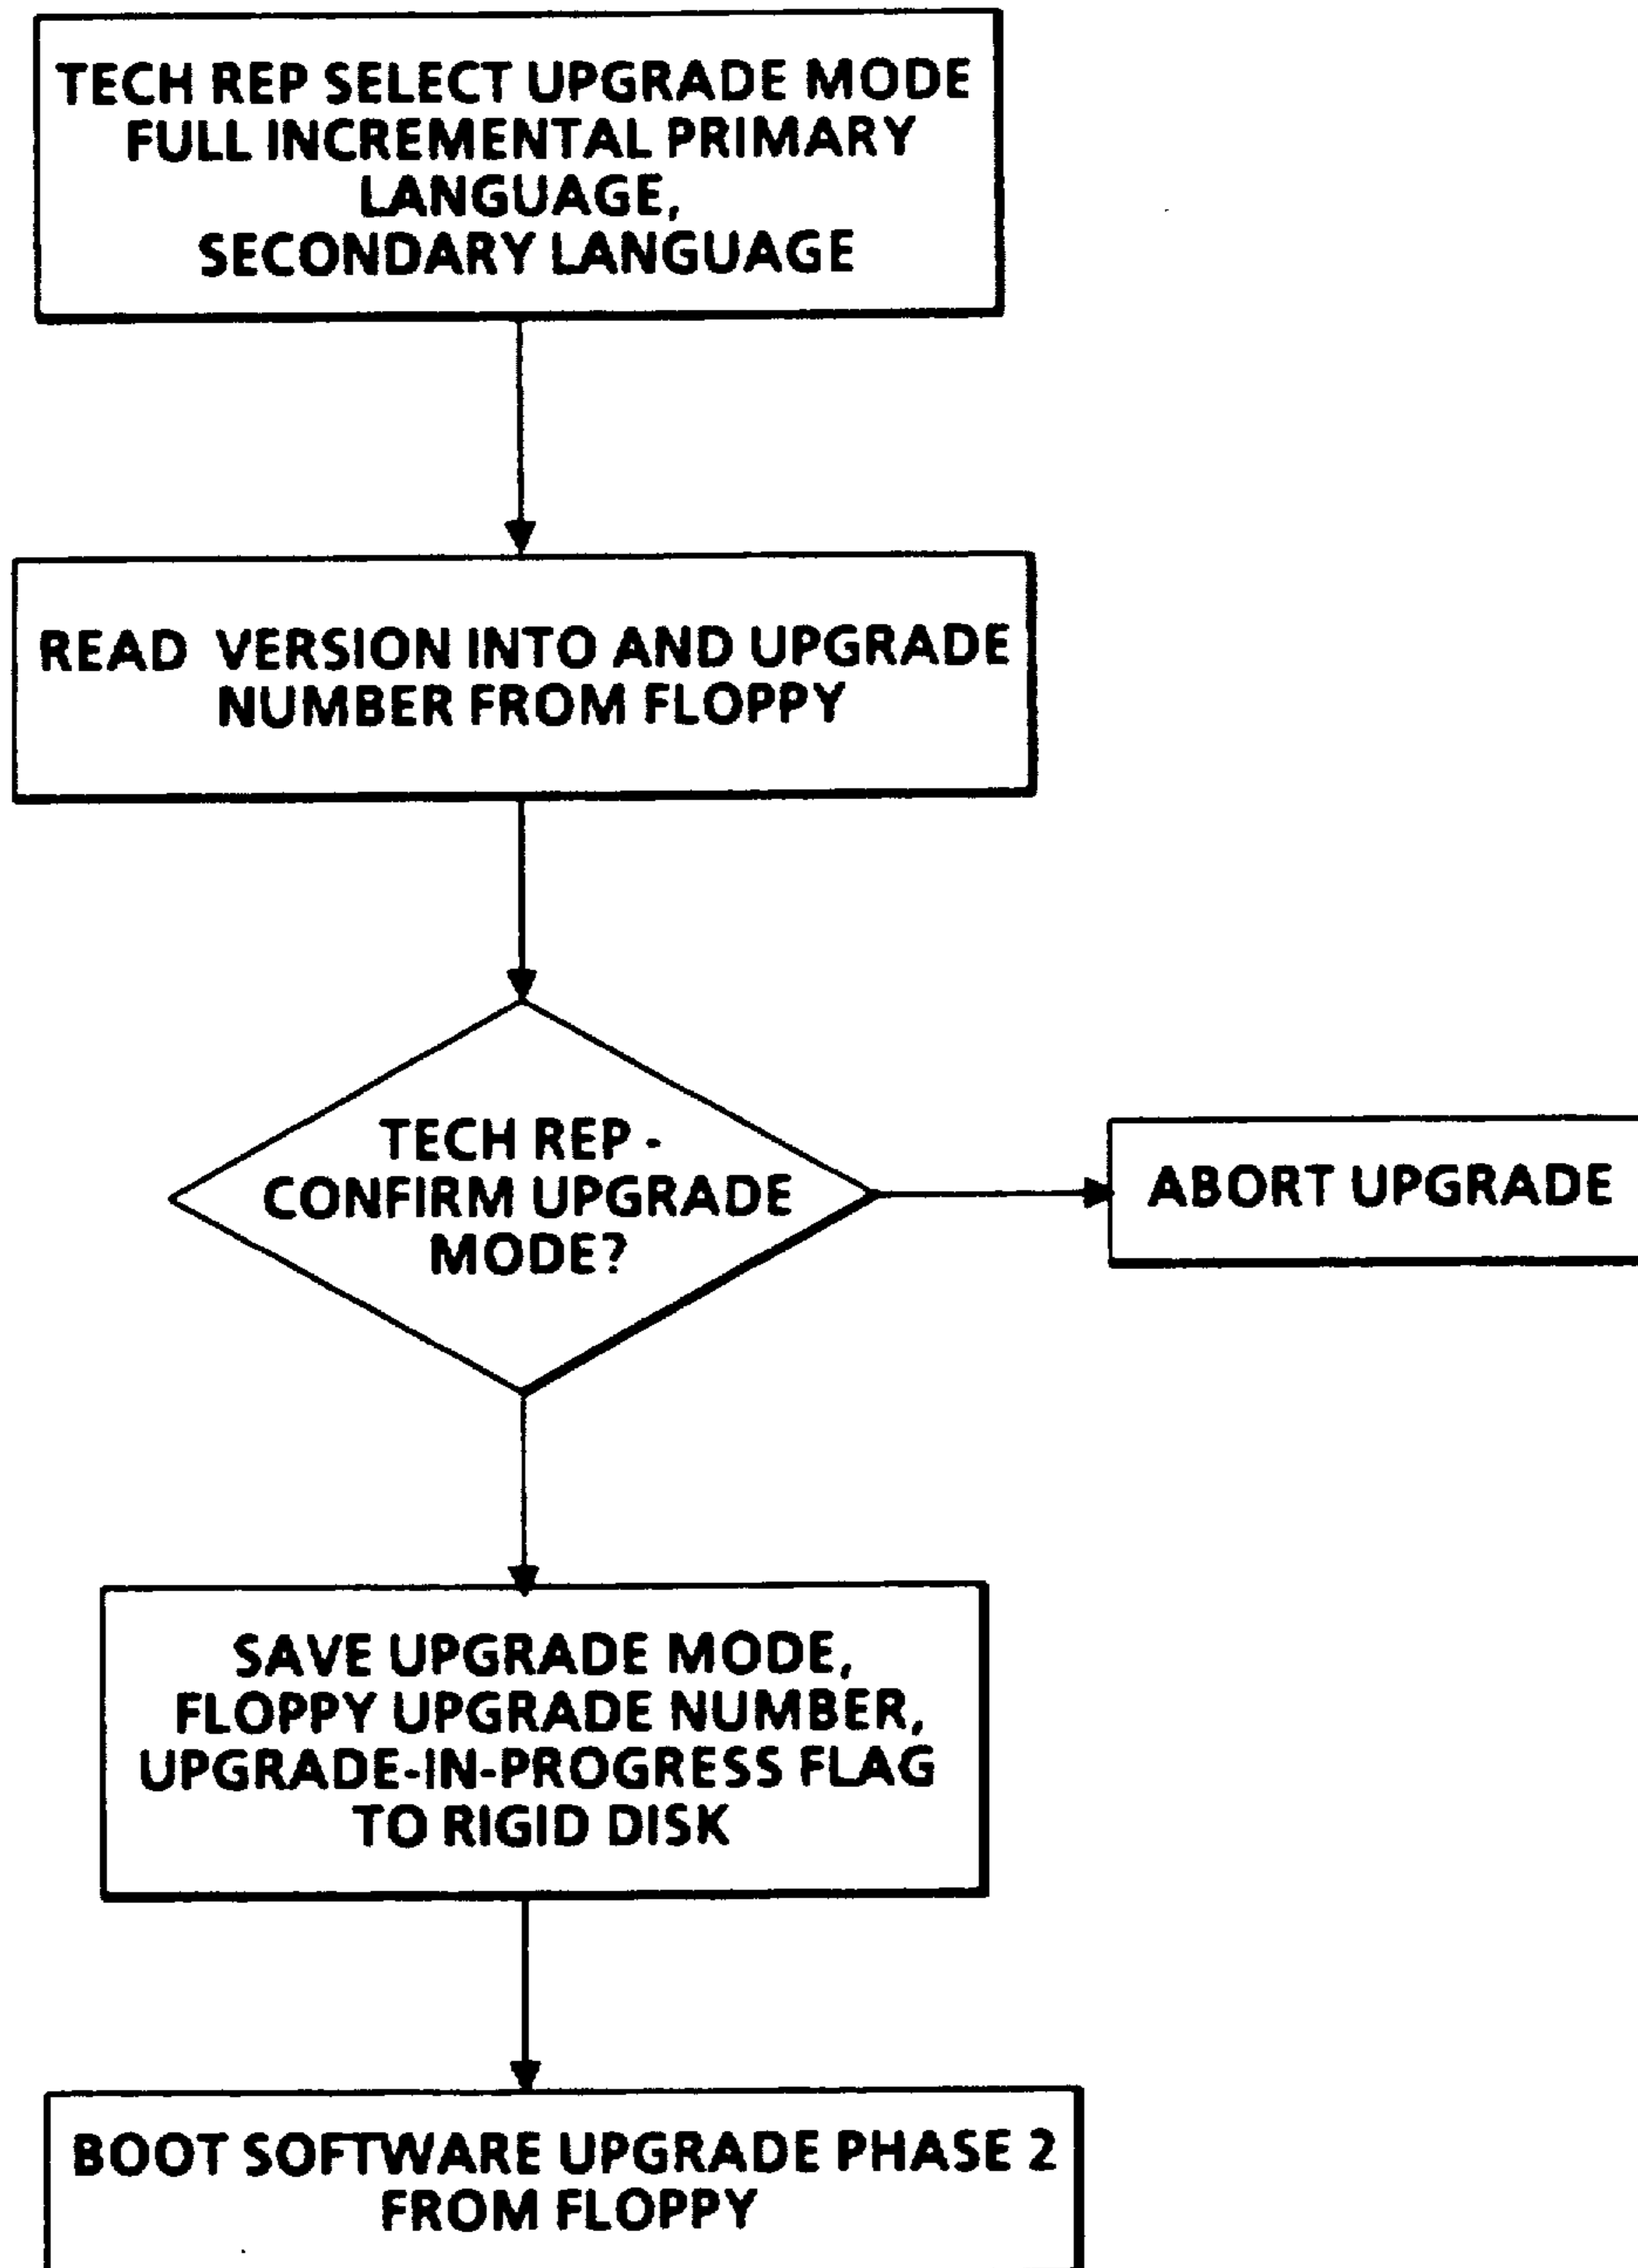 TECH REP SELECT UPGRADE MODE
FULL INCREMENTAL PRIMARY
LANGUAGE,
SECONDARY LANGUAGE
READ VERSION INTO AND UPGRADE
NUMBER FROM FLOPPY
TECH REP -
CONFIRM UPGRADE
MODE?
ABORT UPGRADE
SAVE UPGRADE MODE,
FLOPPY UPGRADE NUMBER,
UPGRADE-IN-PROGRESS FLAG
TO RIGID DISK
BOOT SOFTWARE UPGRADE PHASE 2
FROM FLOPPY